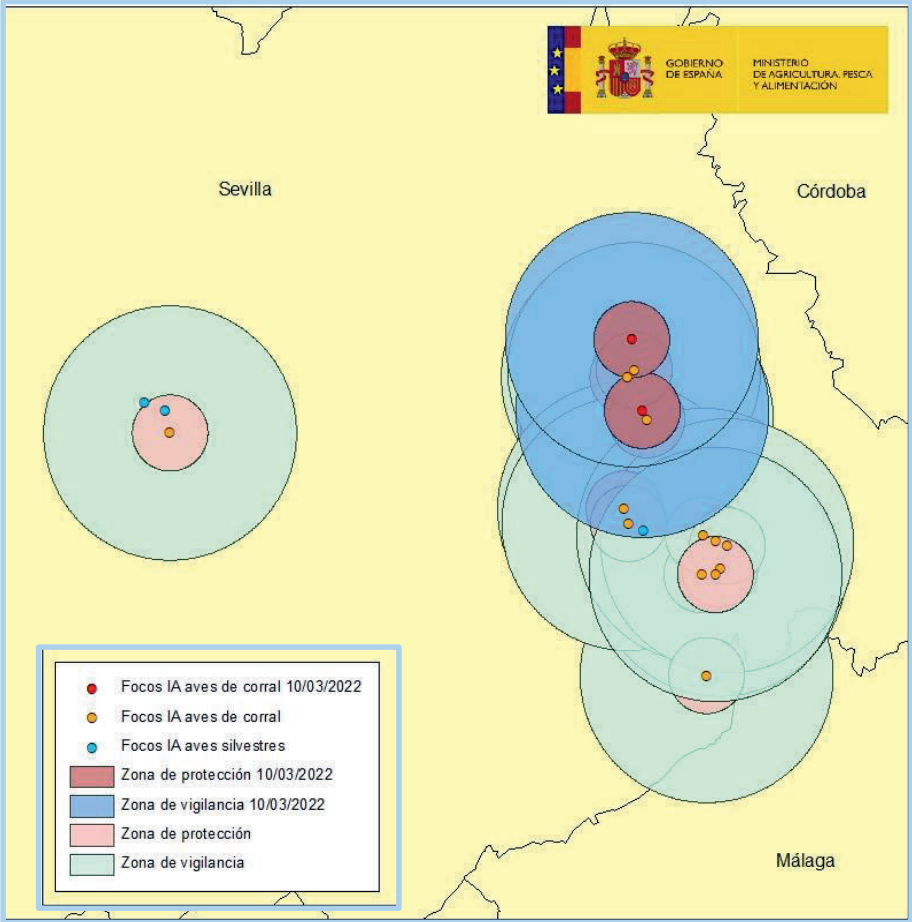 GOBIERNO
DE ESPAÑA
MINISTERIO
DE AGRICULTURA, PESCA
Y ALIMENTACIÓN
Sevilla
Córdoba
Focos IA aves de corral 10/03/2022
Focos IA aves de corral
Focos IA aves silvestres
Zona de protección 10/03/2022
Zona de vigilancia 10/03/2022
Zona de protección
Zona de vigilancia
Málaga